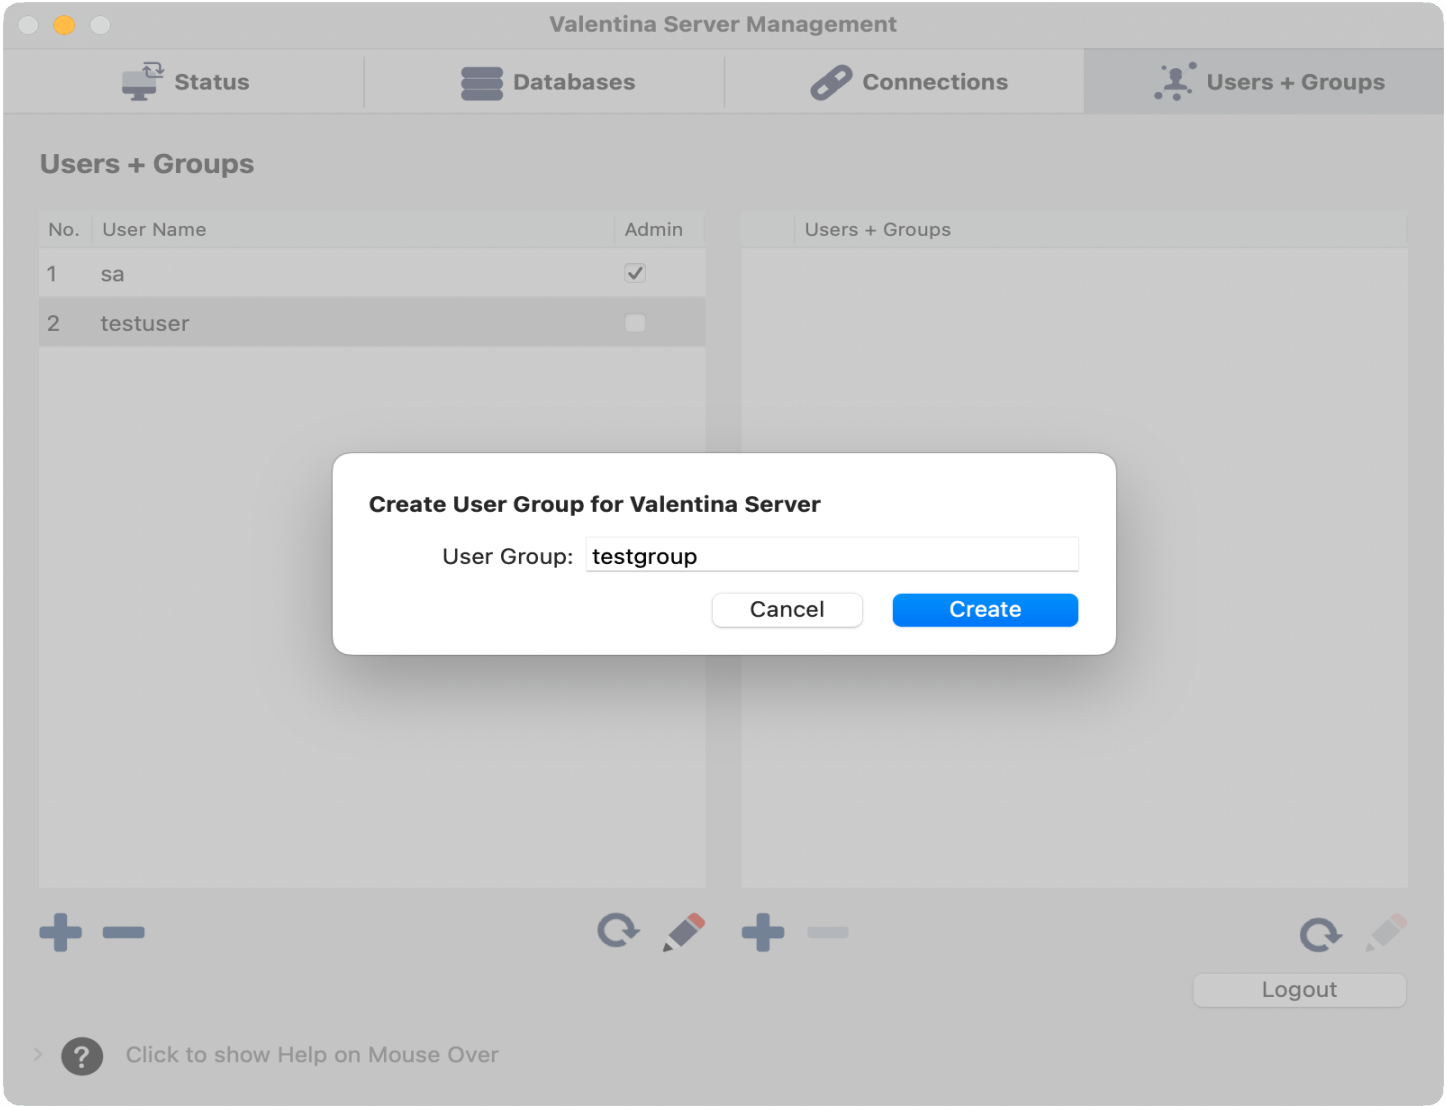 Valentina Server Management
Status
Databases
Connections
Users + Groups
Users + Groups
No. User Name Admin
1 sa
2 testuser
Users + Groups
Create User Group for Valentina Server
User Group: testgroup
Cancel Create
Logout
? Click to show Help on Mouse Over